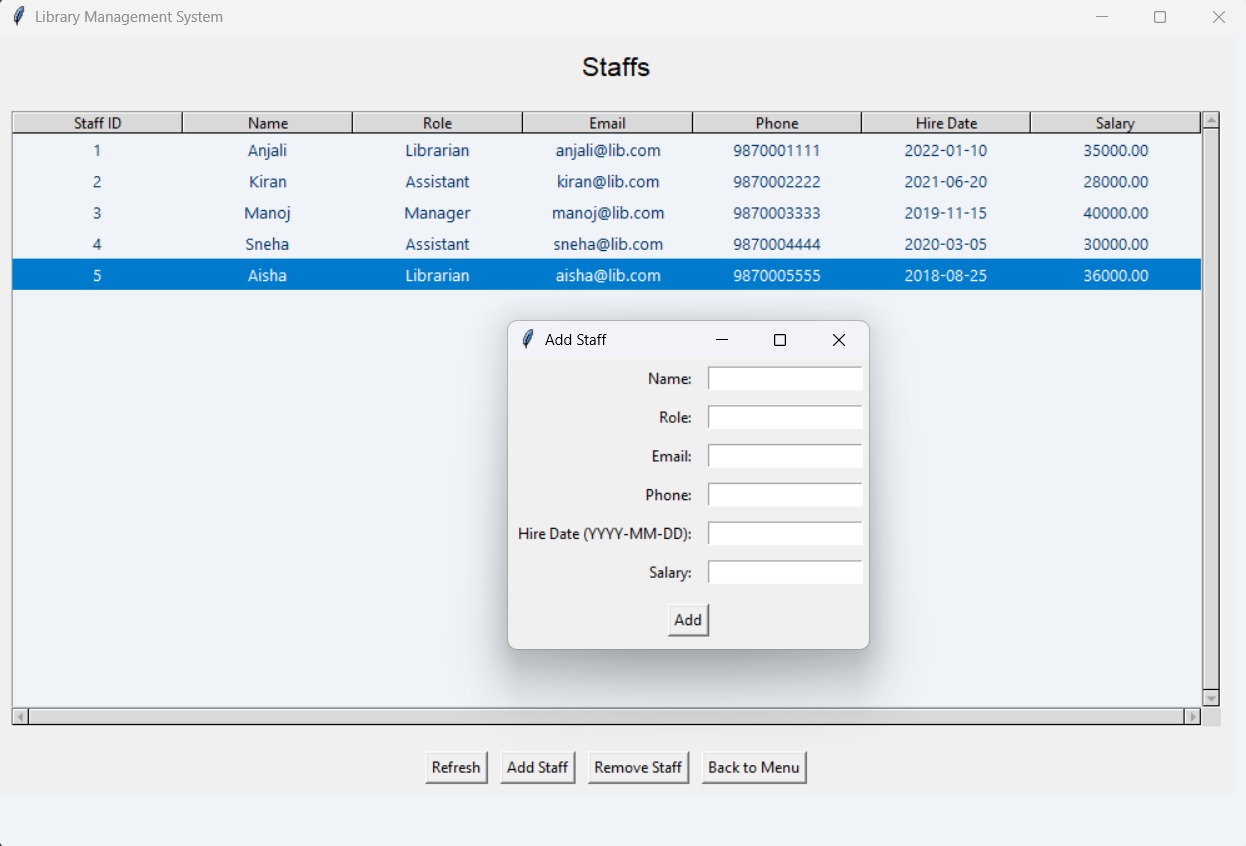 Library Management System
Staffs
Staff ID Name Role Email Phone Hire Date Salary
1 Anjali Librarian anjali@lib.com 9870001111 2022-01-10 35000.00
2 Kiran Assistant kiran@lib.com 9870002222 2021-06-20 28000.00
3 Manoj Manager manoj@lib.com 9870003333 2019-11-15 40000.00
4 Sneha Assistant sneha@lib.com 9870004444 2020-03-05 30000.00
5 Aisha Librarian aisha@lib.com 9870005555 2018-08-25 36000.00
Add Staff
Name:
Role:
Email:
Phone:
Hire Date (YYYY-MM-DD):
Salary:
Add
Refresh Add Staff Remove Staff Back to Menu